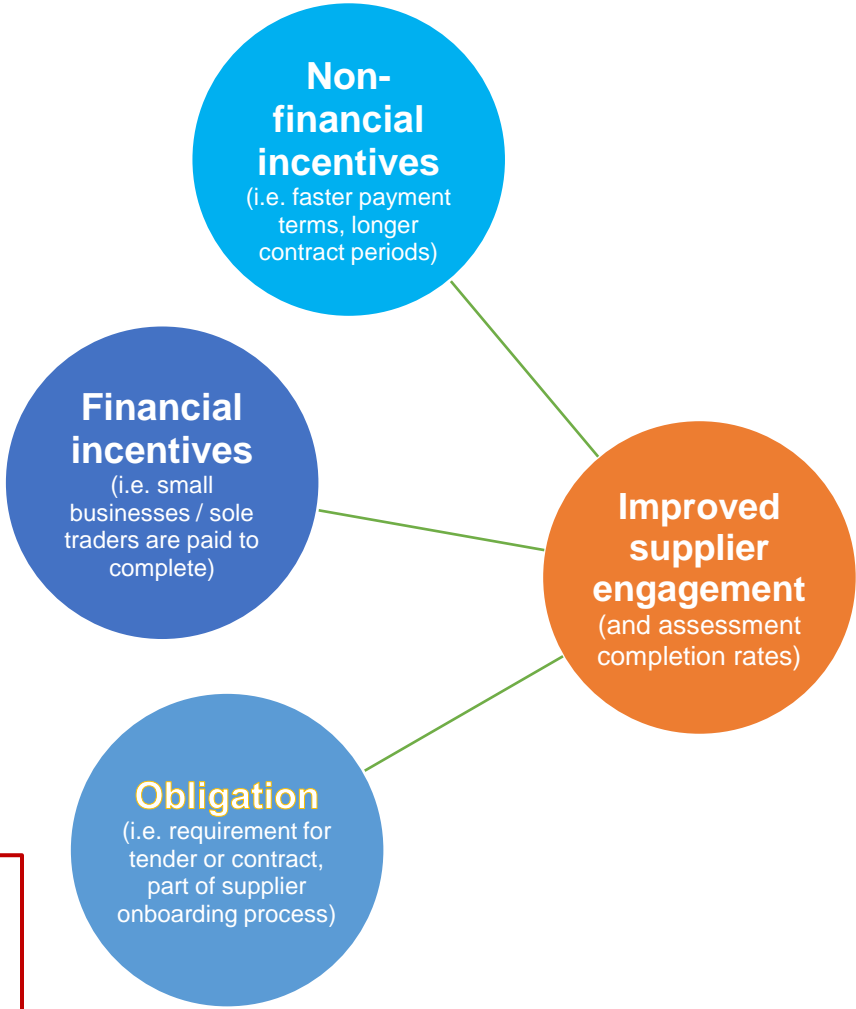 Non-
financial
incentives
(i.e. faster payment
terms, longer
contract periods)
Financial
incentives
(i.e. small
businesses / sole
traders are paid to
complete)
Improved
supplier
engagement
(and assessment
completion rates)
Obligation
(i.e. requirement for
tender or contract,
part of supplier
onboarding process)